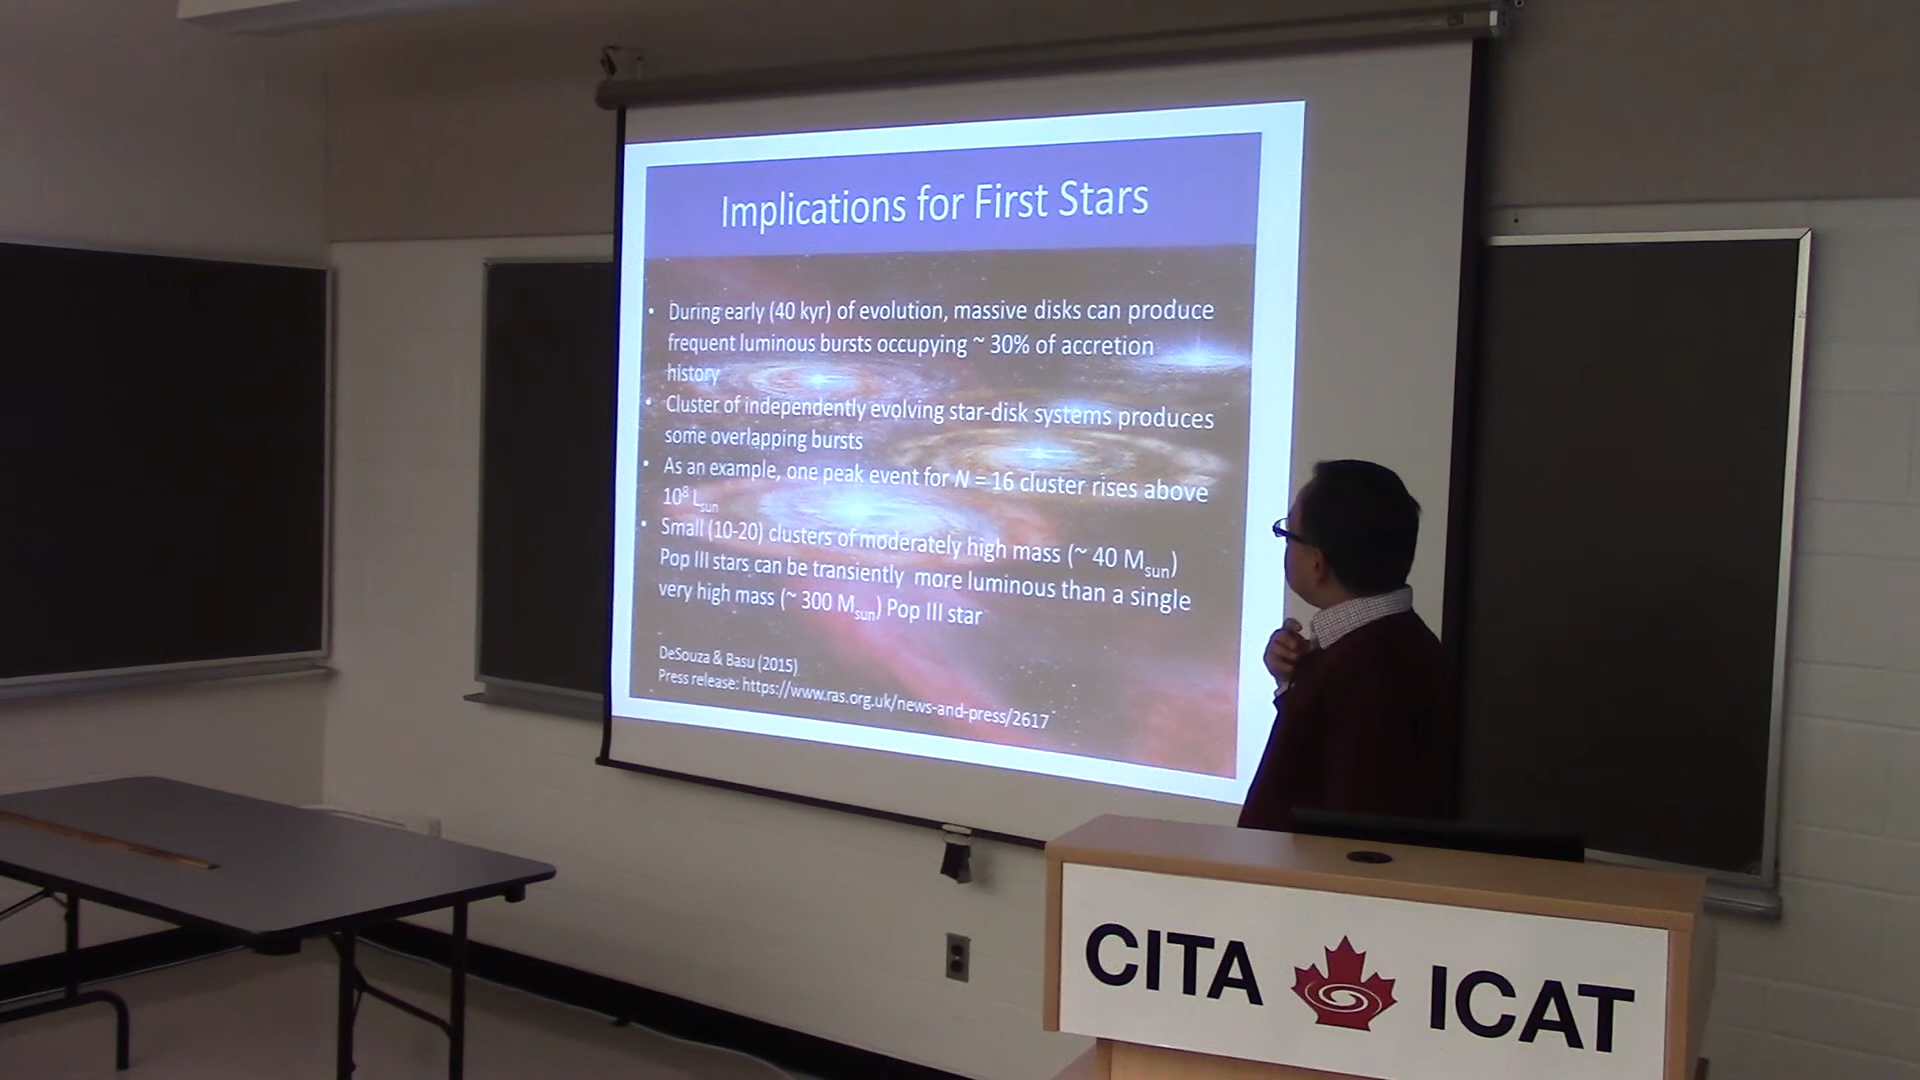 Implications for First Stars
• During early (40 kyr) of evolution, massive disks can produce
frequent luminous bursts occupying ~ 30% of accretion
history
• Cluster of independently evolving star-disk systems produces
some overlapping bursts
• As an example, one peak event for N = 16 cluster rises above
10⁸ Lsun
• Small (10-20) clusters of moderately high mass (~ 40 Msun)
Pop III stars can be transiently more luminous than a single
very high mass (~ 300 Msun) Pop III star
DeSouza & Basu (2015)
Press release: https://www.ras.org.uk/news-and-press/2617
CITA ICAT